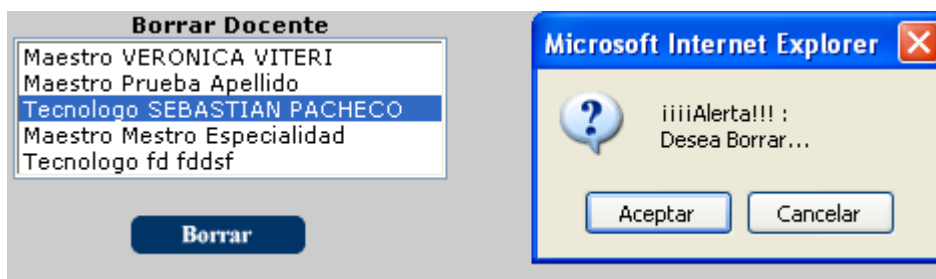 Borrar Docente
Maestro VERONICA VITERI
Maestro Prueba Apellido
Tecnologo SEBASTIAN PACHECO
Maestro Mestro Especialidad
Tecnologo fd fddsf
Borrar
Microsoft Internet Explorer
¡¡¡¡Alerta!!! :
Desea Borrar...
Aceptar
Cancelar